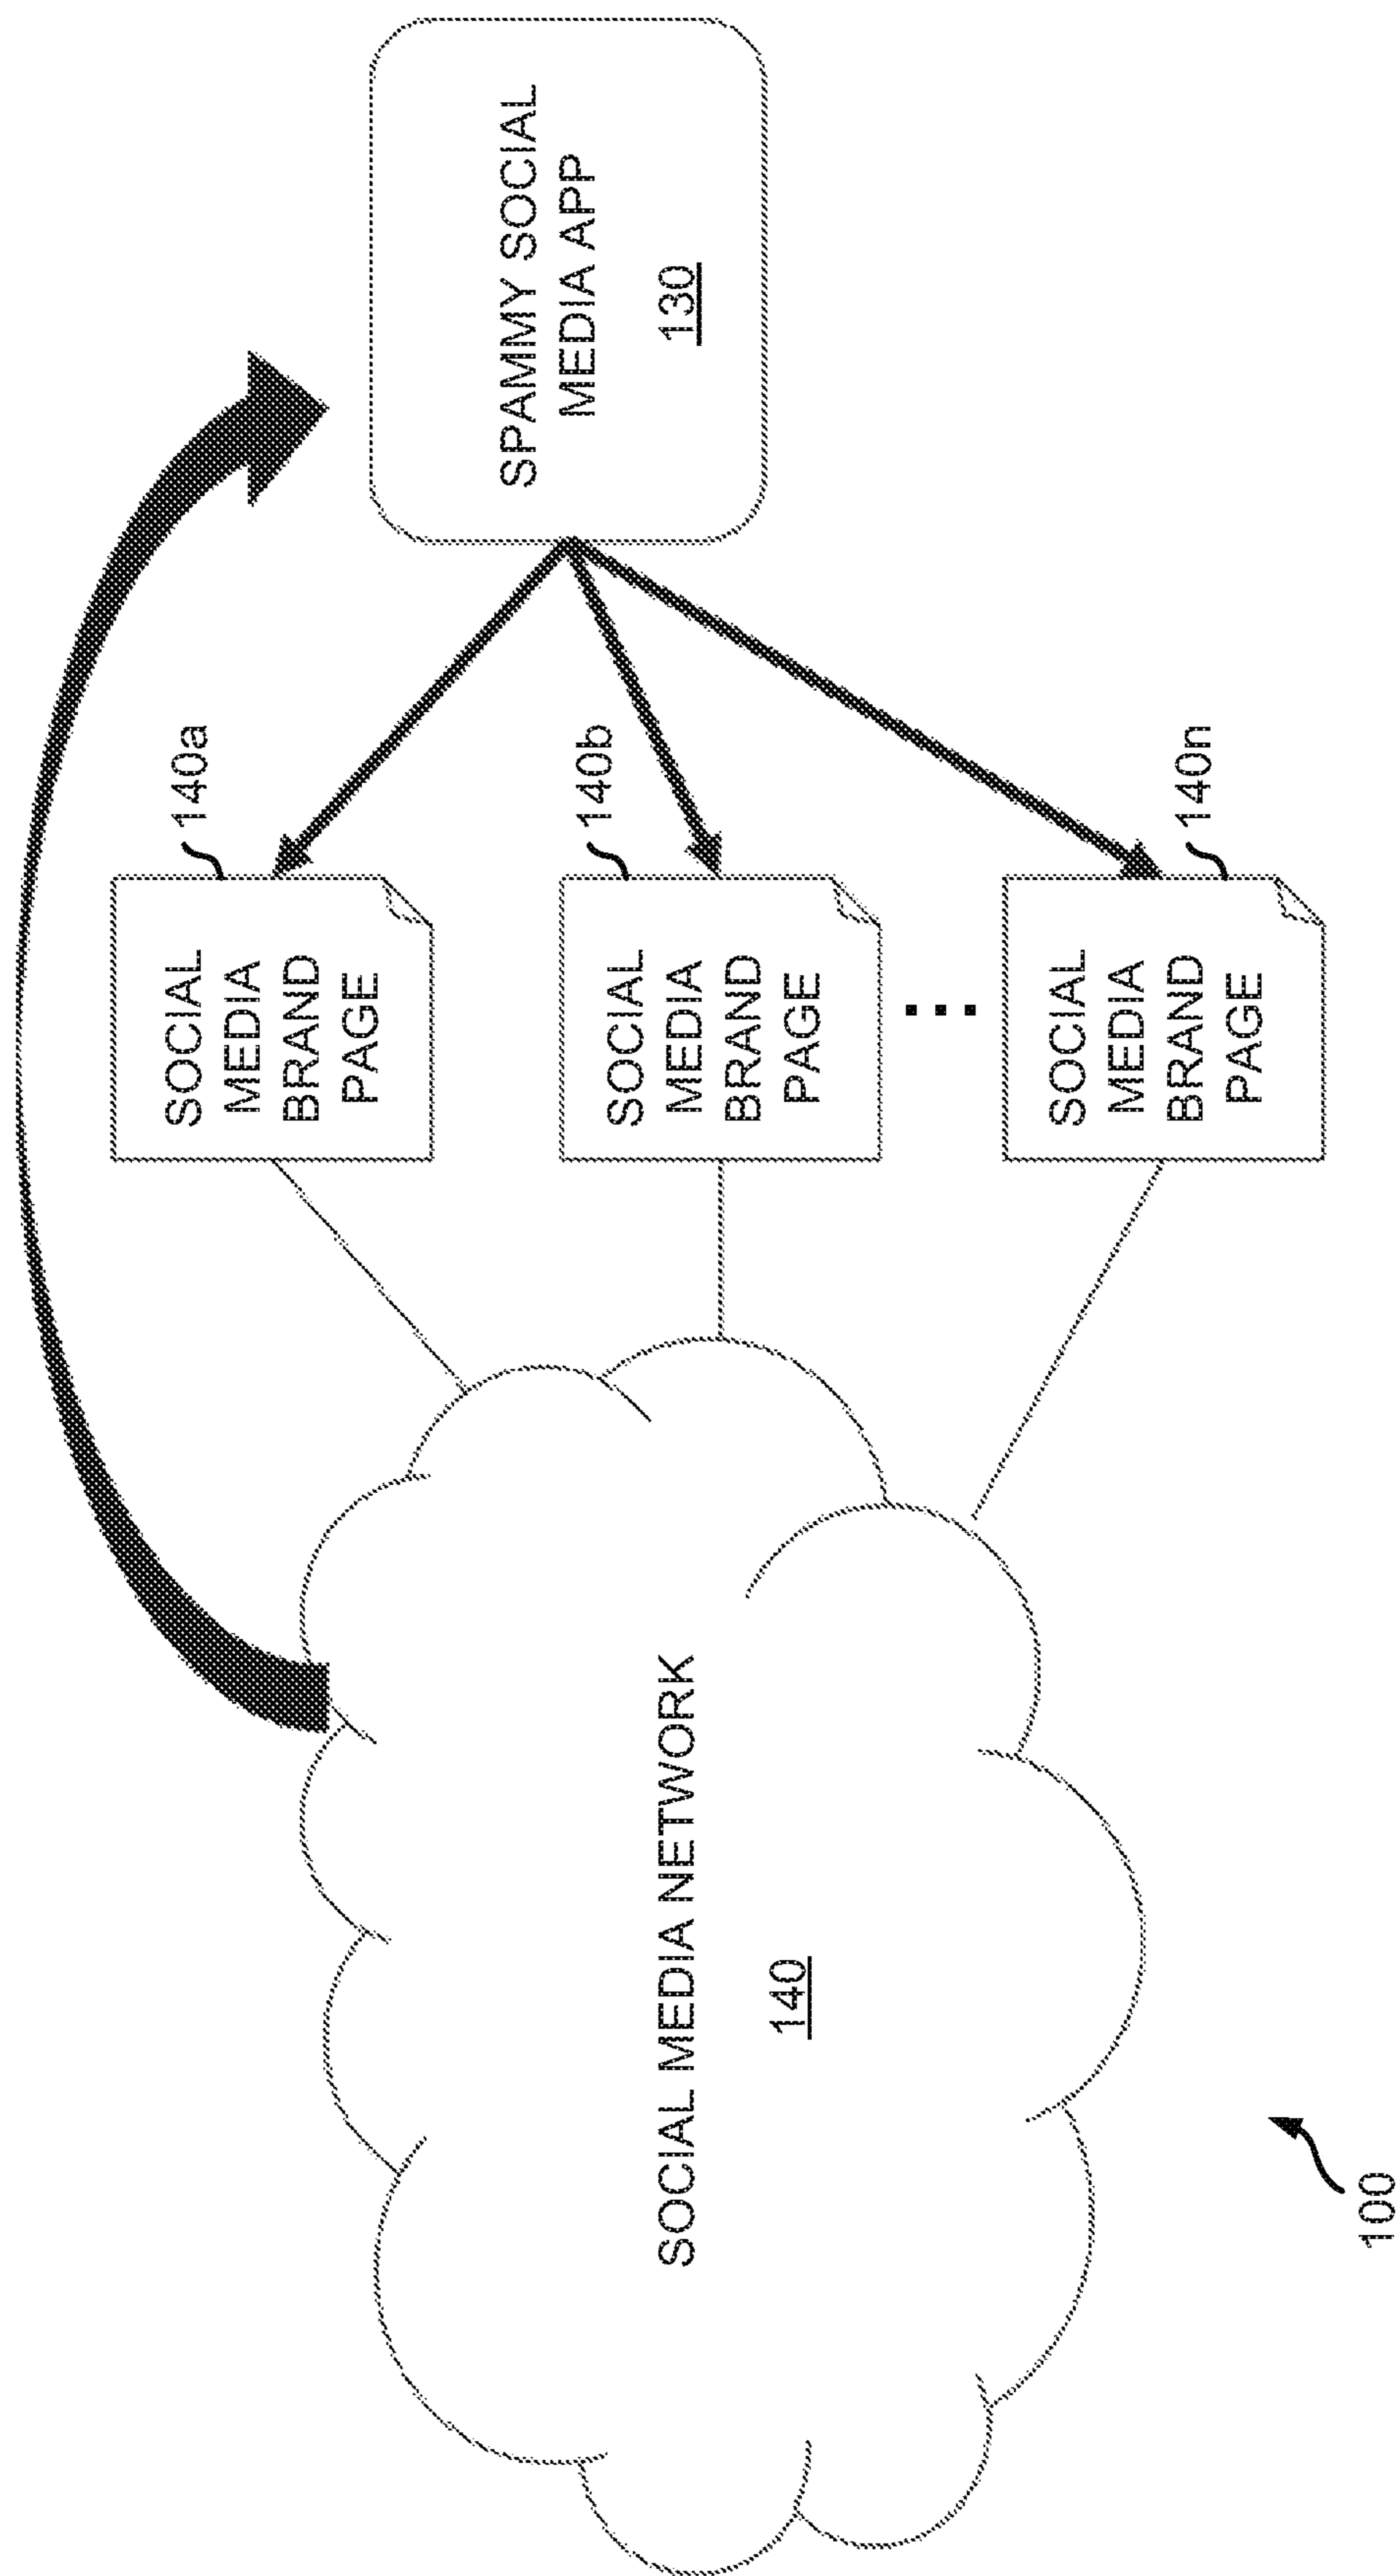 SOCIAL MEDIA NETWORK
140
SOCIAL
MEDIA
BRAND
PAGE
140a
SOCIAL
MEDIA
BRAND
PAGE
140b
SOCIAL
MEDIA
BRAND
PAGE
140n
SPAMMY SOCIAL
MEDIA APP
130
100